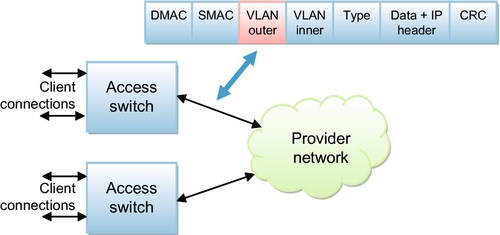 DMAC SMAC VLAN outer VLAN inner Type Data + IP header CRC
Client connections
Access switch
Provider network
Client connections
Access switch